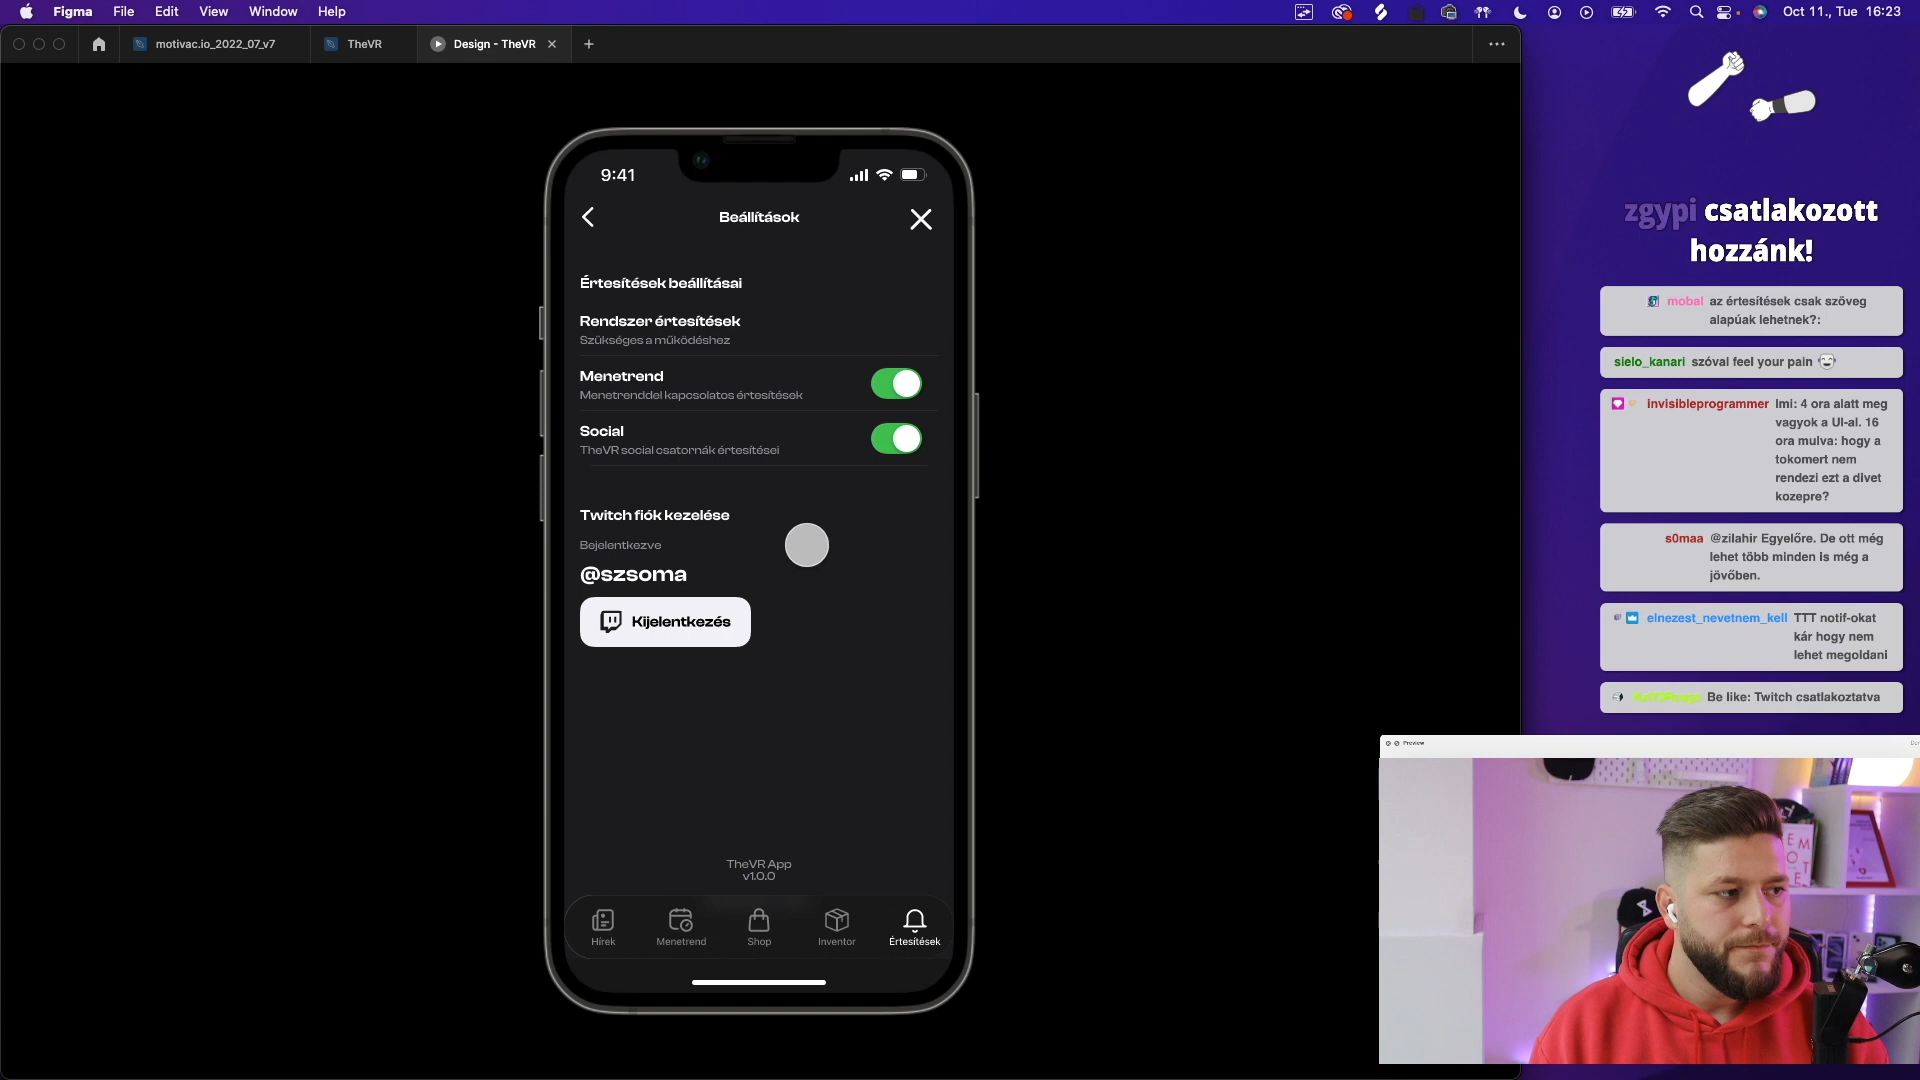 Figma File Edit View Window Help
Oct 11., Tue 16:23
motivac.io_2022_07_v7
TheVR
Design - TheVR
9:41
Beállítások
Értesítések beállításai
Rendszer értesítések
Szükséges a működéshez
Menetrend
Menetrenddel kapcsolatos értesítések
Social
TheVR social csatornák értesítései
Twitch fiók kezelése
Bejelentkezve
@szsoma
Kijelentkezés
TheVR App
v1.0.0
Hírek
Menetrend
Shop
Inventor
Értesítések
zgypi csatlakozott
hozzánk!
mobal az értesítések csak szöveg
alapúak lehetnek?:
sielo_kanari szóval feel your pain
invisibleprogrammer Imi: 4 ora alatt meg
vagyok a UI-al. 16
ora mulva: hogy a
tokomert nem
rendezi ezt a divet
kozepre?
s0maa @zilahir Egyelőre. De ott még
lehet több minden is még a
jövőben.
elnezest_nevetnem_kell TTT notif-okat
kár hogy nem
lehet megoldani
Be like: Twitch csatlakoztatva
Preview